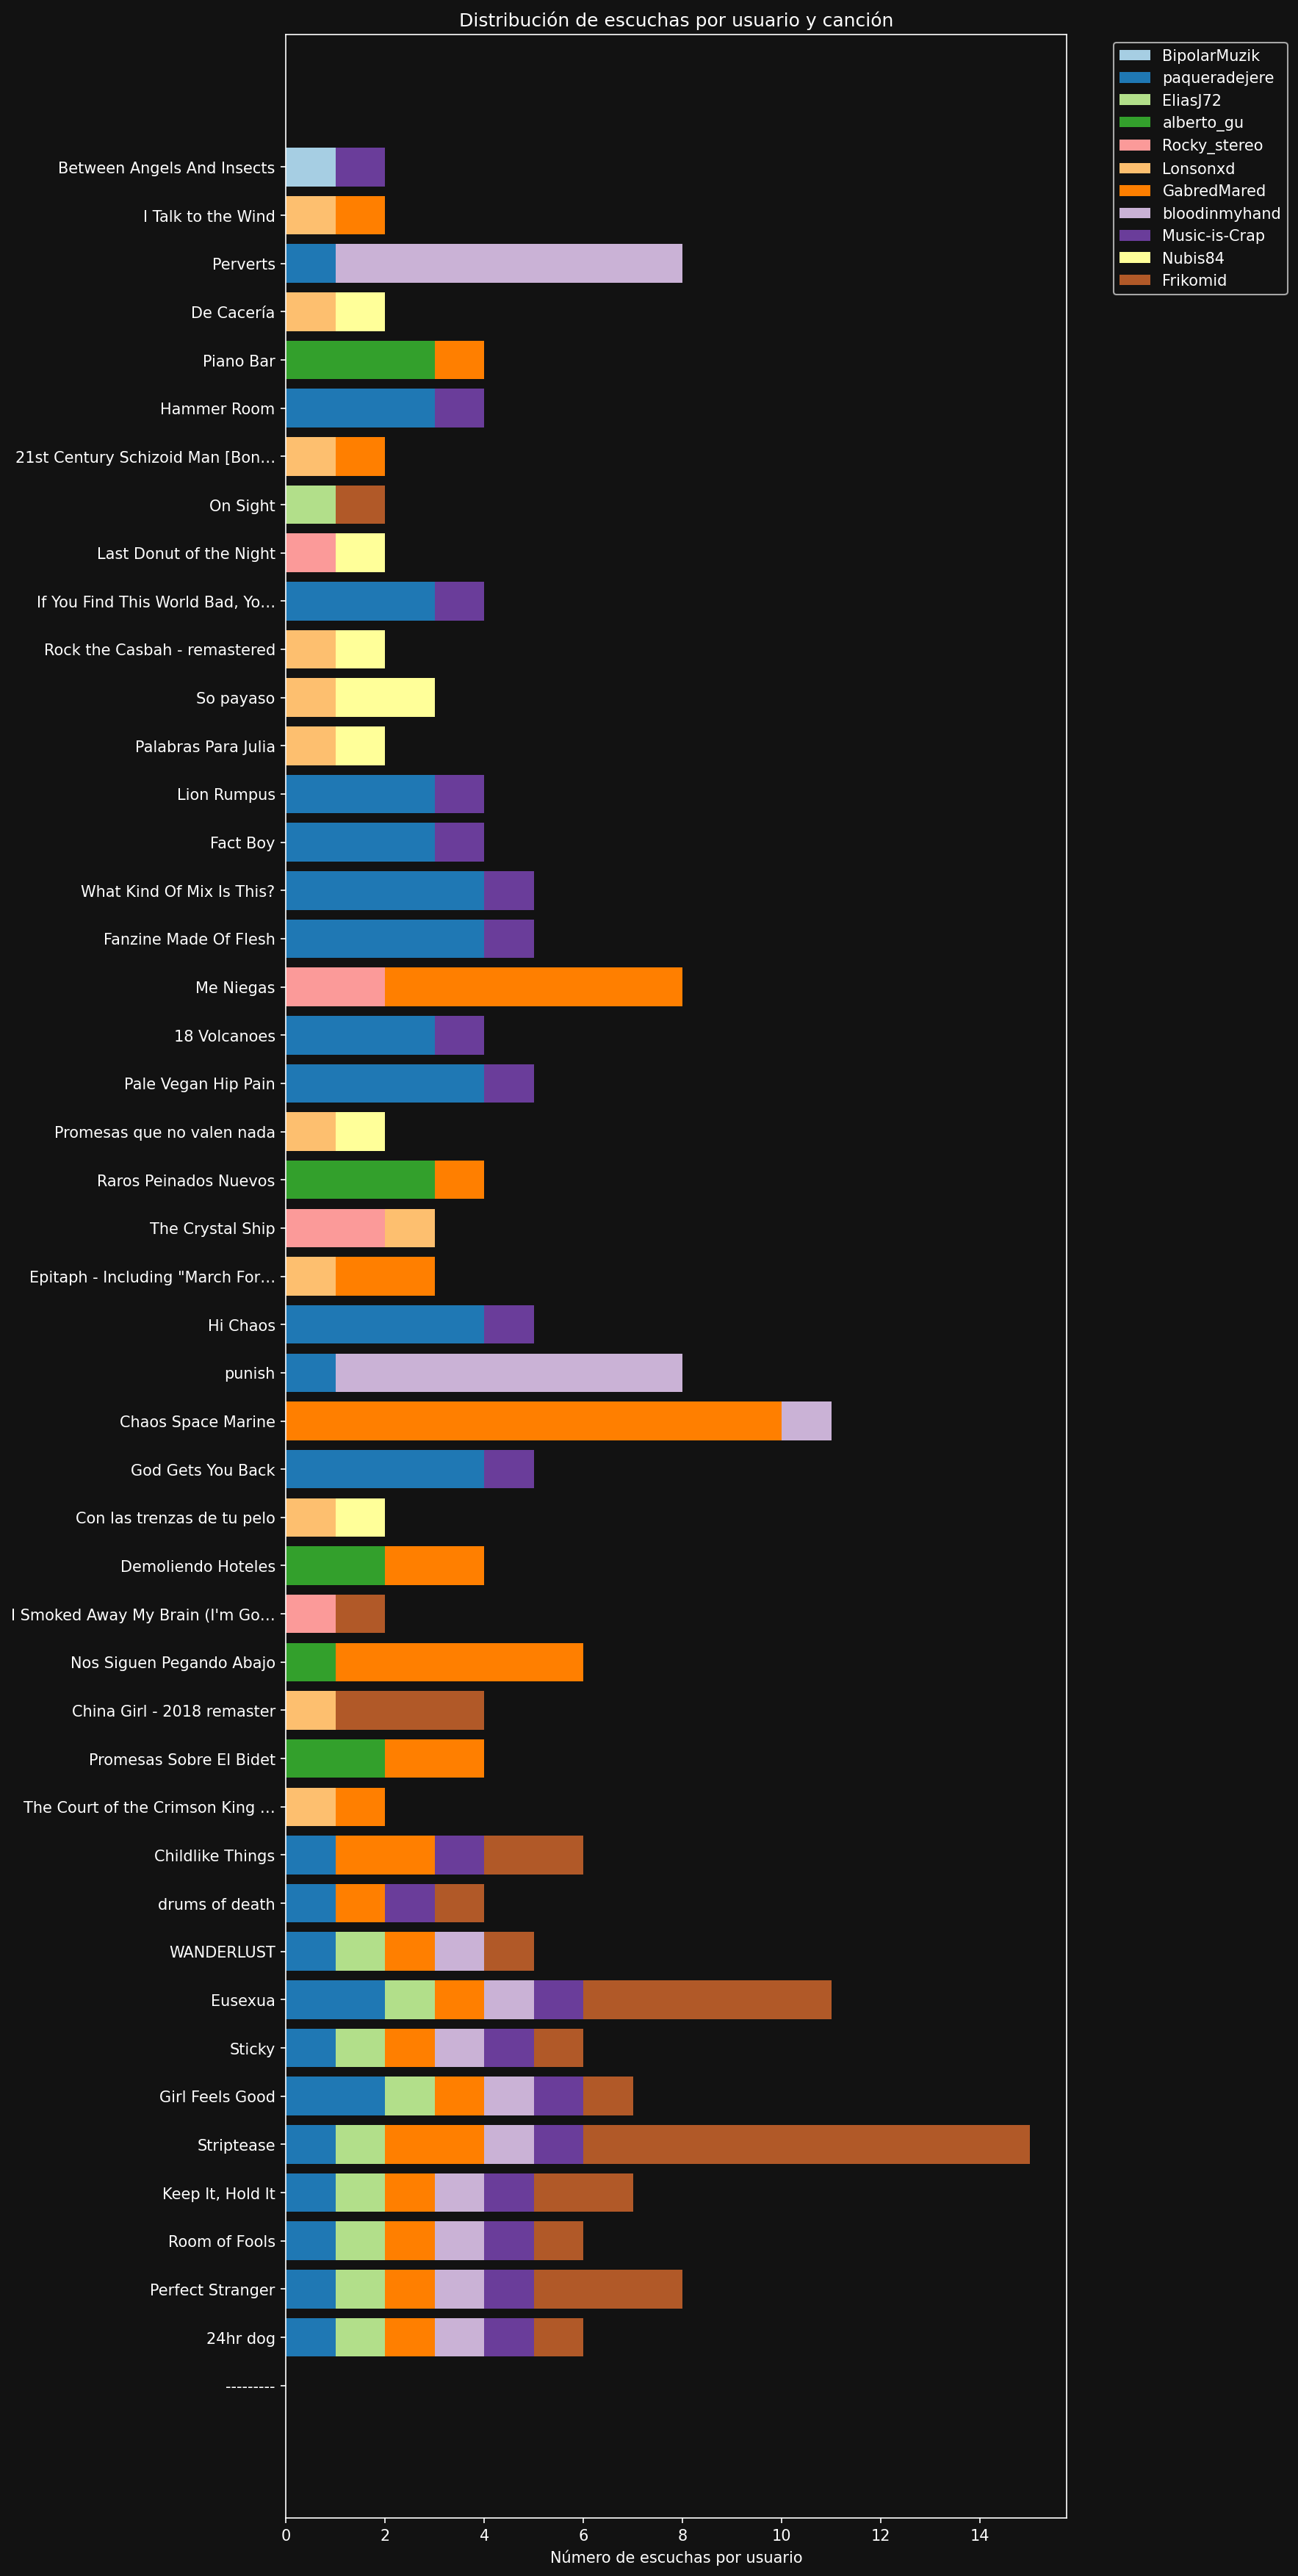 Distribución de escuchas por usuario y canción
BipolarMuzik
paqueradejere
EliasJ72
alberto_gu
Rocky_stereo
Lonsonxd
GabredMared
bloodinmyhand
Music-is-Crap
Nubis84
Frikomid
Between Angels And Insects
I Talk to the Wind
Perverts
De Cacería
Piano Bar
Hammer Room
21st Century Schizoid Man [Bon…
On Sight
Last Donut of the Night
If You Find This World Bad, Yo…
Rock the Casbah - remastered
So payaso
Palabras Para Julia
Lion Rumpus
Fact Boy
What Kind Of Mix Is This?
Fanzine Made Of Flesh
Me Niegas
18 Volcanoes
Pale Vegan Hip Pain
Promesas que no valen nada
Raros Peinados Nuevos
The Crystal Ship
Epitaph - Including "March For…
Hi Chaos
punish
Chaos Space Marine
God Gets You Back
Con las trenzas de tu pelo
Demoliendo Hoteles
I Smoked Away My Brain (I'm Go…
Nos Siguen Pegando Abajo
China Girl - 2018 remaster
Promesas Sobre El Bidet
The Court of the Crimson King …
Childlike Things
drums of death
WANDERLUST
Eusexua
Sticky
Girl Feels Good
Striptease
Keep It, Hold It
Room of Fools
Perfect Stranger
24hr dog
---------
0 2 4 6 8 10 12 14
Número de escuchas por usuario